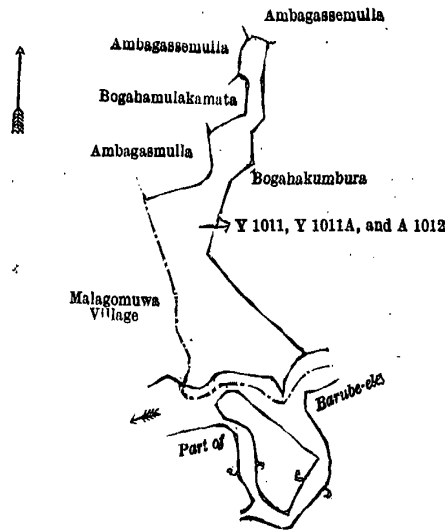 Ambagassemulla
Ambagassemulla
Bogahamulakamata
Ambagasmulla
Bogahakumbura
Y 1011, Y 1011A, and A 1012
Malagomuwa
Village
Barube-ela
Part of